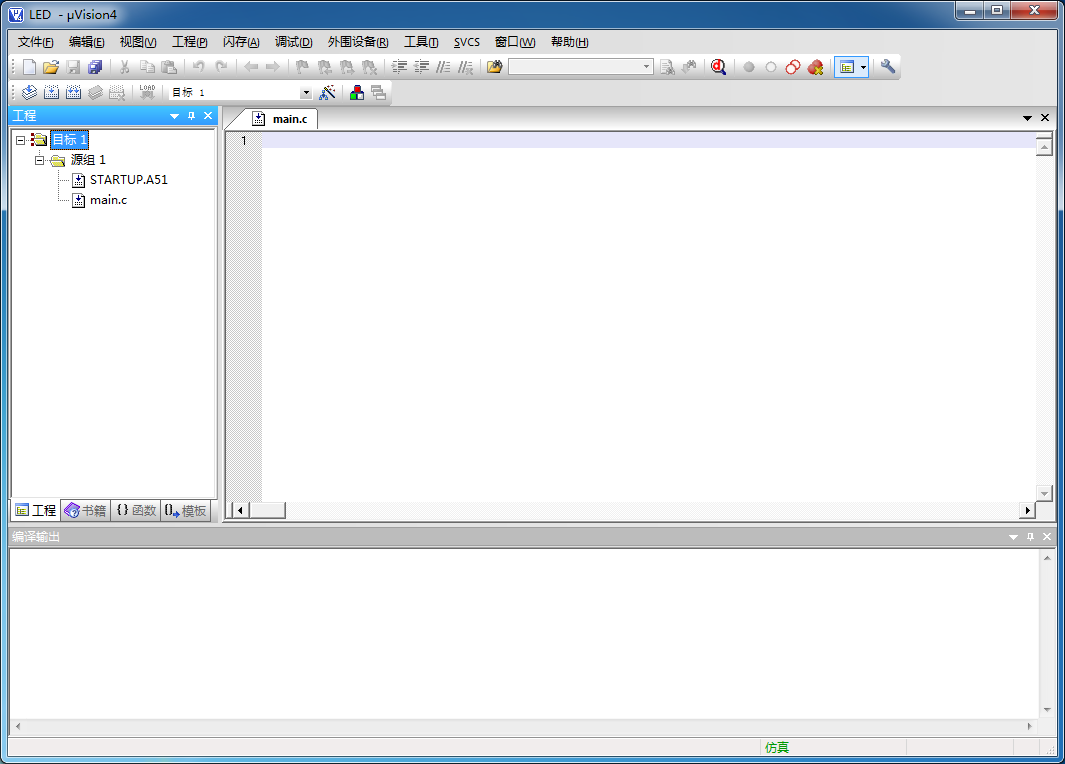 LED - µVision4
文件(F) 编辑(E) 视图(V) 工程(P) 闪存(A) 调试(D) 外围设备(R) 工具(T) SVCS 窗口(W) 帮助(H)
LOAD 目标 1
工程
main.c
目标 1
源组 1
STARTUP.A51
main.c
1
工程 书籍 {} 函数 0 模板
编译输出
仿真